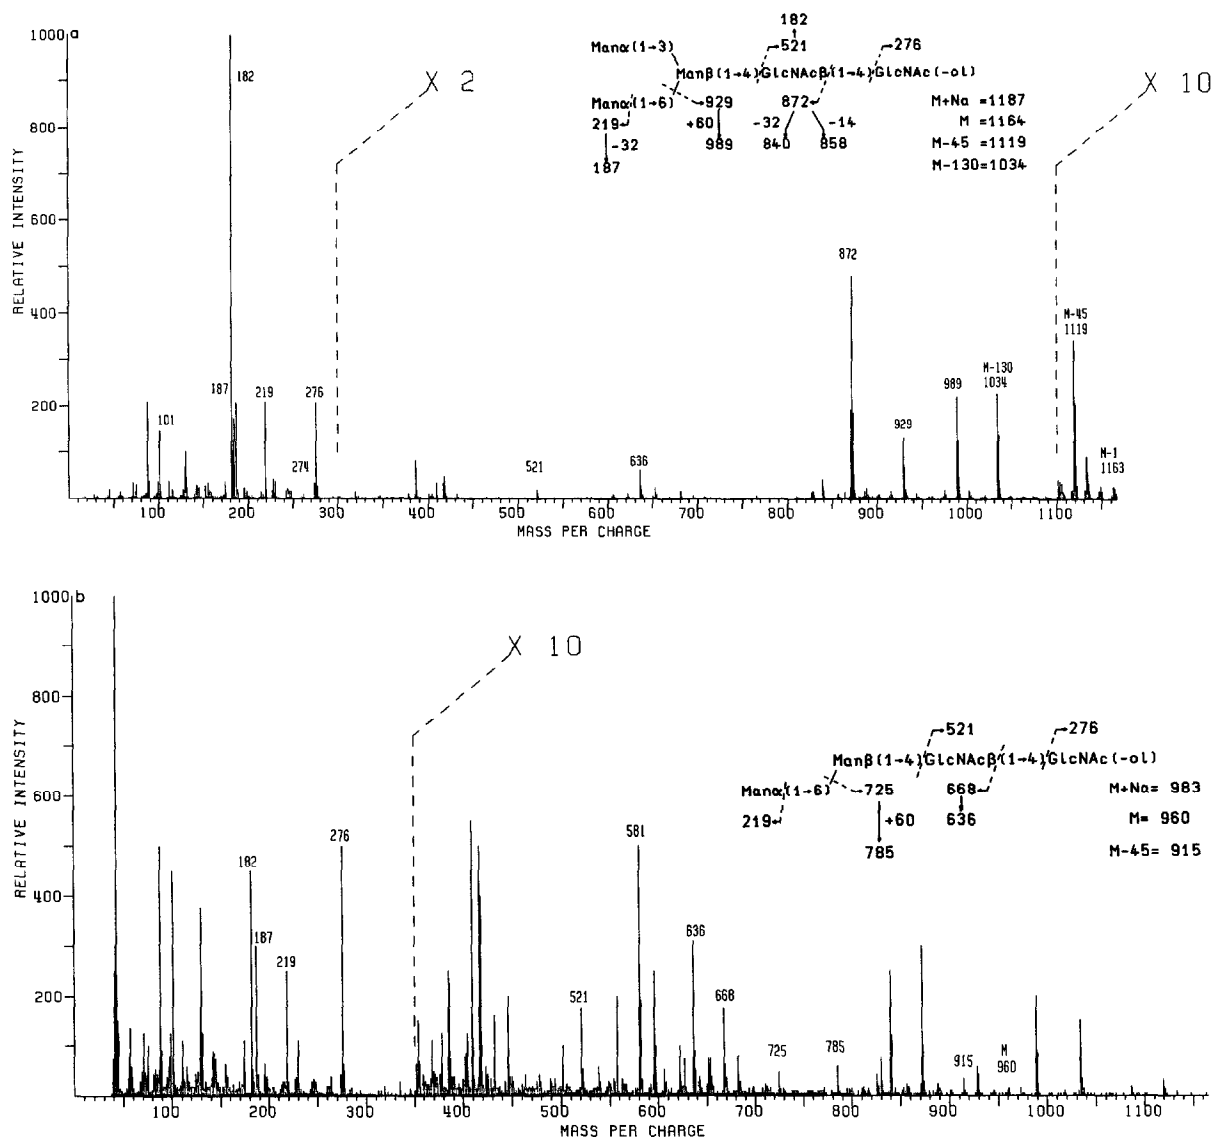 1000 a
182
182
X 2
Manα(1→3)
521
276
Manβ(1→4)GlcNAcβ(1→4)GlcNAc(-ol)
X 10
Manα(1→6)
929
872
M+Na =1187
219
+60
-32
-14
M =1164
-32
989
840
858
M-45 =1119
187
M-130=1034
800
600
400
200
RELATIVE INTENSITY
187
219
276
101
274
521
636
872
929
989
M-130
1034
M-45
1119
M-1
1163
100 200 300 400 500 600 700 800 900 1000 1100
MASS PER CHARGE
1000 b
X 10
800
600
400
200
RELATIVE INTENSITY
521
276
Manβ(1→4)GlcNAcβ(1→4)GlcNAc(-ol)
Manα(1→6)
725
668
M+Na= 983
219
+60
636
M= 960
785
M-45= 915
182
187
219
276
521
581
636
668
725
785
915
M
960
100 200 300 400 500 600 700 800 900 1000 1100
MASS PER CHARGE